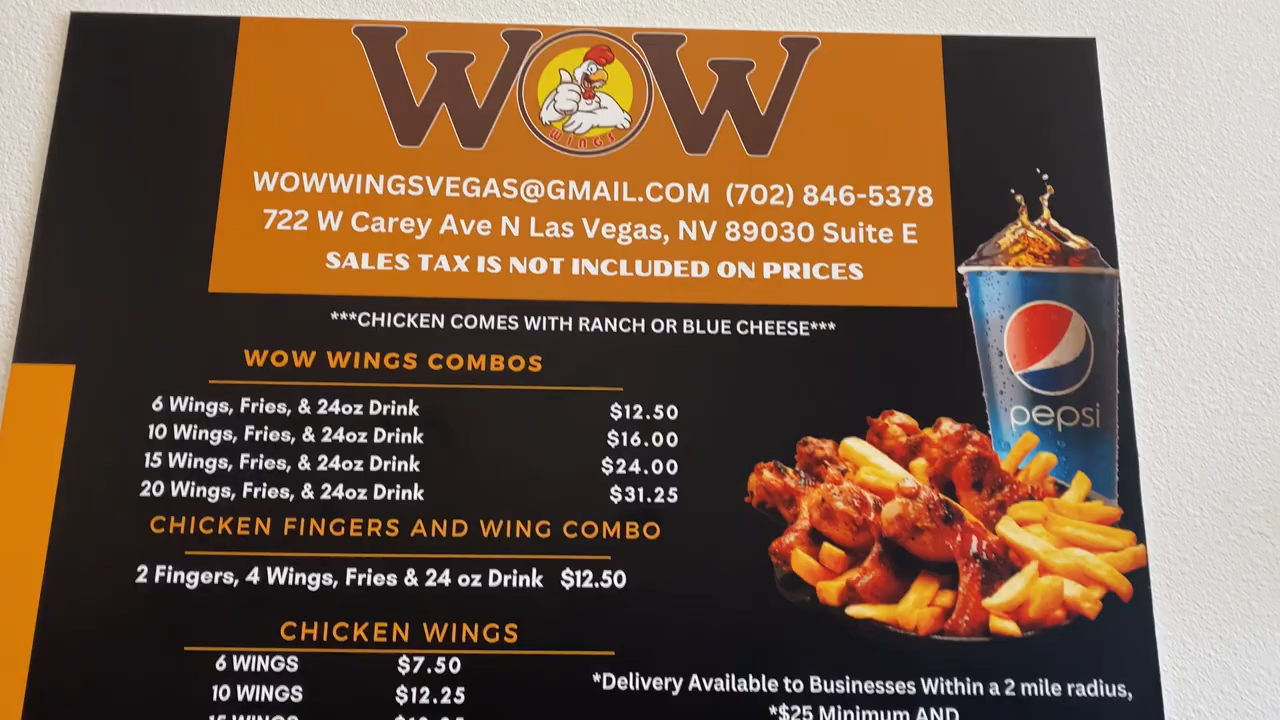 WOW
WINGS
WOWWINGSVEGAS@GMAIL.COM (702) 846-5378
722 W Carey Ave N Las Vegas, NV 89030 Suite E
SALES TAX IS NOT INCLUDED ON PRICES
***CHICKEN COMES WITH RANCH OR BLUE CHEESE***
WOW WINGS COMBOS
6 Wings, Fries, & 24oz Drink $12.50
10 Wings, Fries, & 24oz Drink $16.00
15 Wings, Fries, & 24oz Drink $24.00
20 Wings, Fries, & 24oz Drink $31.25
pepsi
CHICKEN FINGERS AND WING COMBO
2 Fingers, 4 Wings, Fries & 24 oz Drink $12.50
CHICKEN WINGS
6 WINGS $7.50
10 WINGS $12.25
15 WINGS
*Delivery Available to Businesses Within a 2 mile radius,
*$25 Minimum AND